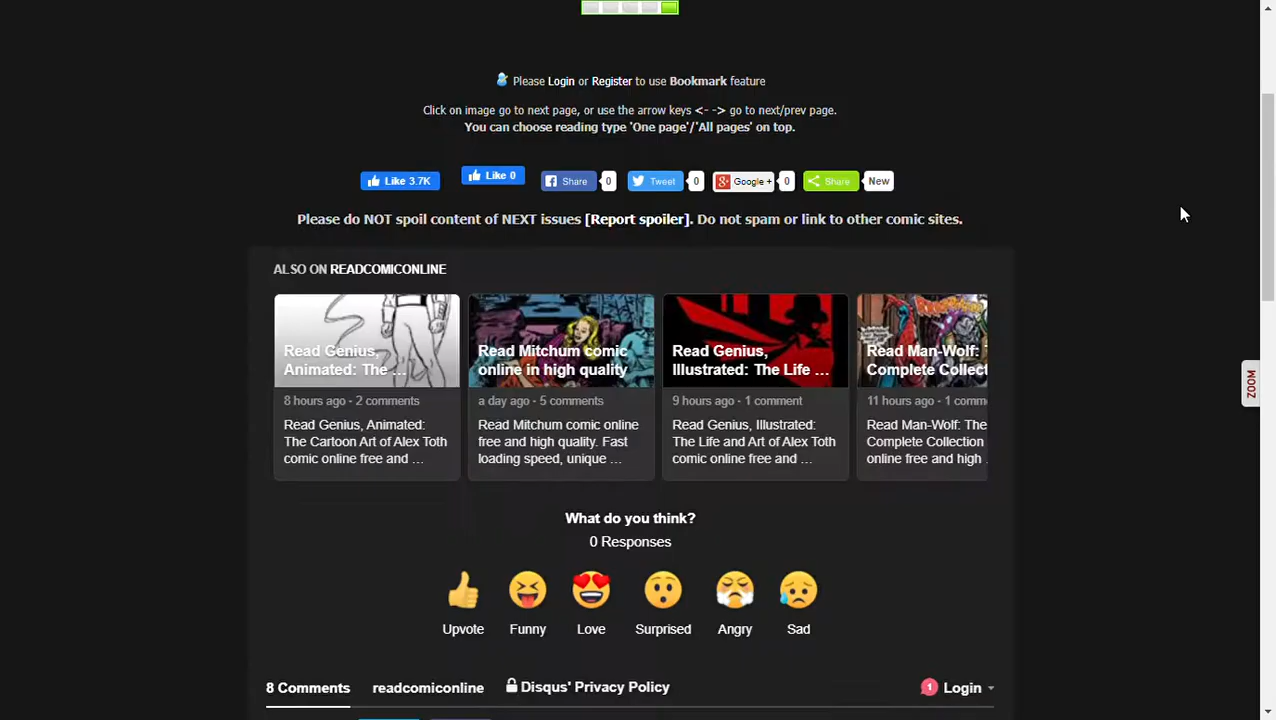 Please Login or Register to use Bookmark feature
Click on image go to next page, or use the arrow keys <- -> go to next/prev page.
You can choose reading type 'One page'/'All pages' on top.
Like 3.7K Like 0 Share 0 Tweet 0 Google + 0 Share New
Please do NOT spoil content of NEXT issues [Report spoiler]. Do not spam or link to other comic sites.
ALSO ON READCOMICONLINE
Read Genius,
Animated: The ...
8 hours ago - 2 comments
Read Genius, Animated:
The Cartoon Art of Alex Toth
comic online free and ...
Read Mitchum comic
online in high quality
a day ago - 5 comments
Read Mitchum comic online
free and high quality. Fast
loading speed, unique ...
Read Genius,
Illustrated: The Life ...
9 hours ago - 1 comment
Read Genius, Illustrated:
The Life and Art of Alex Toth
comic online free and ...
Read Man-Wolf:
Complete Collect
11 hours ago - 1 comm
Read Man-Wolf: The
Complete Collection
online free and high
ZOOM
What do you think?
0 Responses
Upvote Funny Love Surprised Angry Sad
8 Comments readcomiconline Disqus' Privacy Policy 1 Login